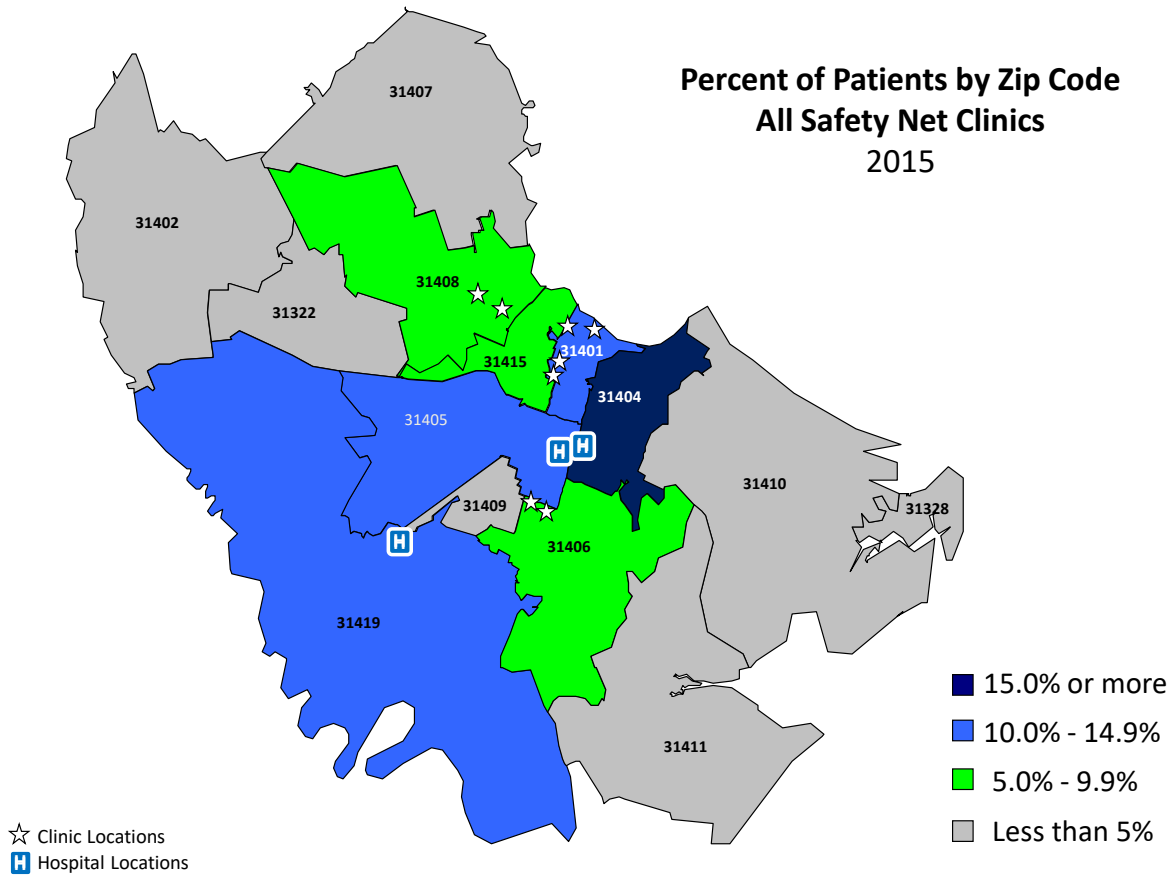 Percent of Patients by Zip Code
All Safety Net Clinics
2015
31407
31402
31408
31322
31415
31401
31404
31405
31410
31409
31328
31406
31419
31411
15.0% or more
10.0% - 14.9%
5.0% - 9.9%
Less than 5%
Clinic Locations
H Hospital Locations
H
H
H